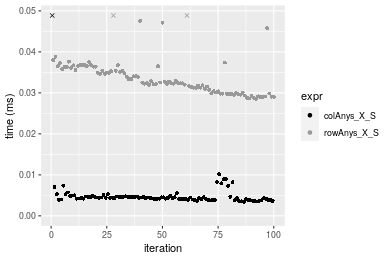 0.05
0.04
0.03
0.02
0.01
0.00
time (ms)
0
25
50
75
100
iteration
expr
colAnys_X_S
rowAnys_X_S